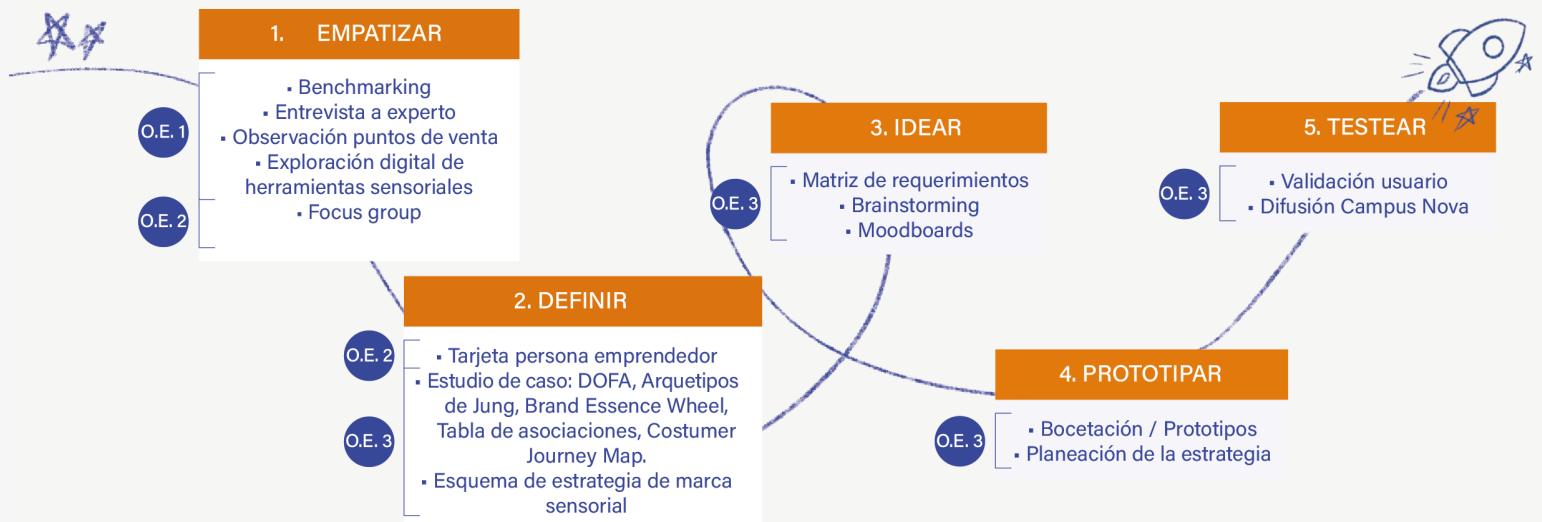 1. EMPATIZAR
O.E. 1
O.E. 2
▪ Benchmarking
▪ Entrevista a experto
▪ Observación puntos de venta
▪ Exploración digital de
herramientas sensoriales
▪ Focus group
2. DEFINIR
O.E. 2
O.E. 3
▪ Tarjeta persona emprendedor
▪ Estudio de caso: DOFA, Arquetipos
de Jung, Brand Essence Wheel,
Tabla de asociaciones, Costumer
Journey Map.
▪ Esquema de estrategia de marca
sensorial
3. IDEAR
O.E. 3
▪ Matriz de requerimientos
▪ Brainstorming
▪ Moodboards
4. PROTOTIPAR
O.E. 3
▪ Bocetación / Prototipos
▪ Planeación de la estrategia
5. TESTEAR
O.E. 3
▪ Validación usuario
▪ Difusión Campus Nova